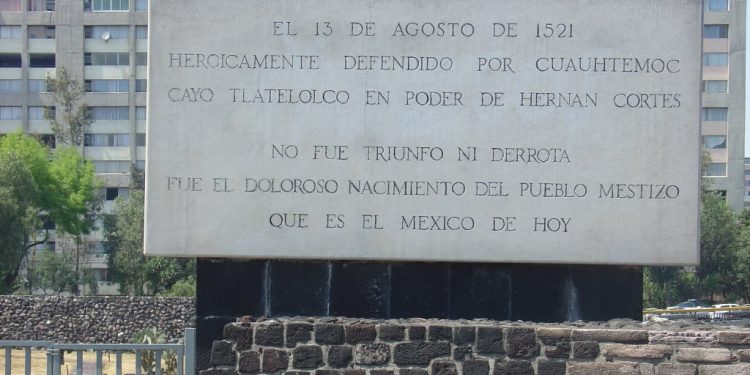 EL 13 DE AGOSTO DE 1521
HEROICAMENTE DEFENDIDO POR CUAUHTEMOC
CAYO TLATELOLCO EN PODER DE HERNAN CORTES
NO FUE TRIUNFO NI DERROTA
FUE EL DOLOROSO NACIMIENTO DEL PUEBLO MESTIZO
QUE ES EL MEXICO DE HOY